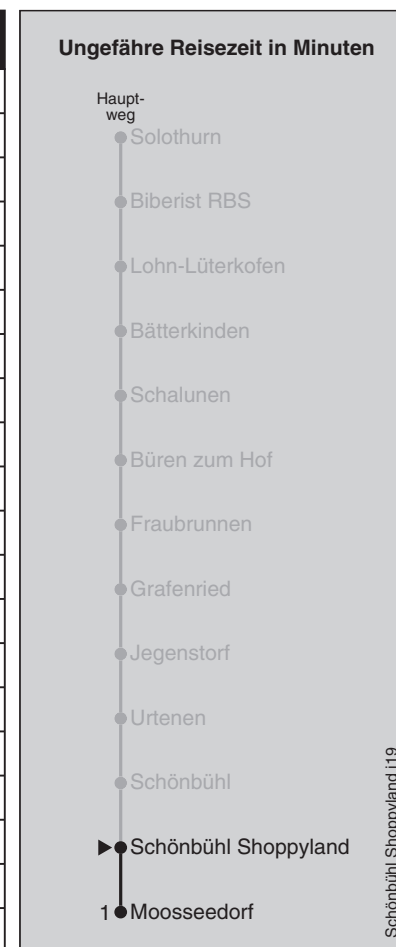 Ungefähre Reisezeit in Minuten
Haupt-
weg
Solothurn
Biberist RBS
Lohn-Lüterkofen
Bätterkinden
Schalunen
Büren zum Hof
Fraubrunnen
Grafenried
Jegenstorf
Urtenen
Schönbühl
Schönbühl Shoppyland
1 Moosseedorf
Schönbühl Shoppyland i19